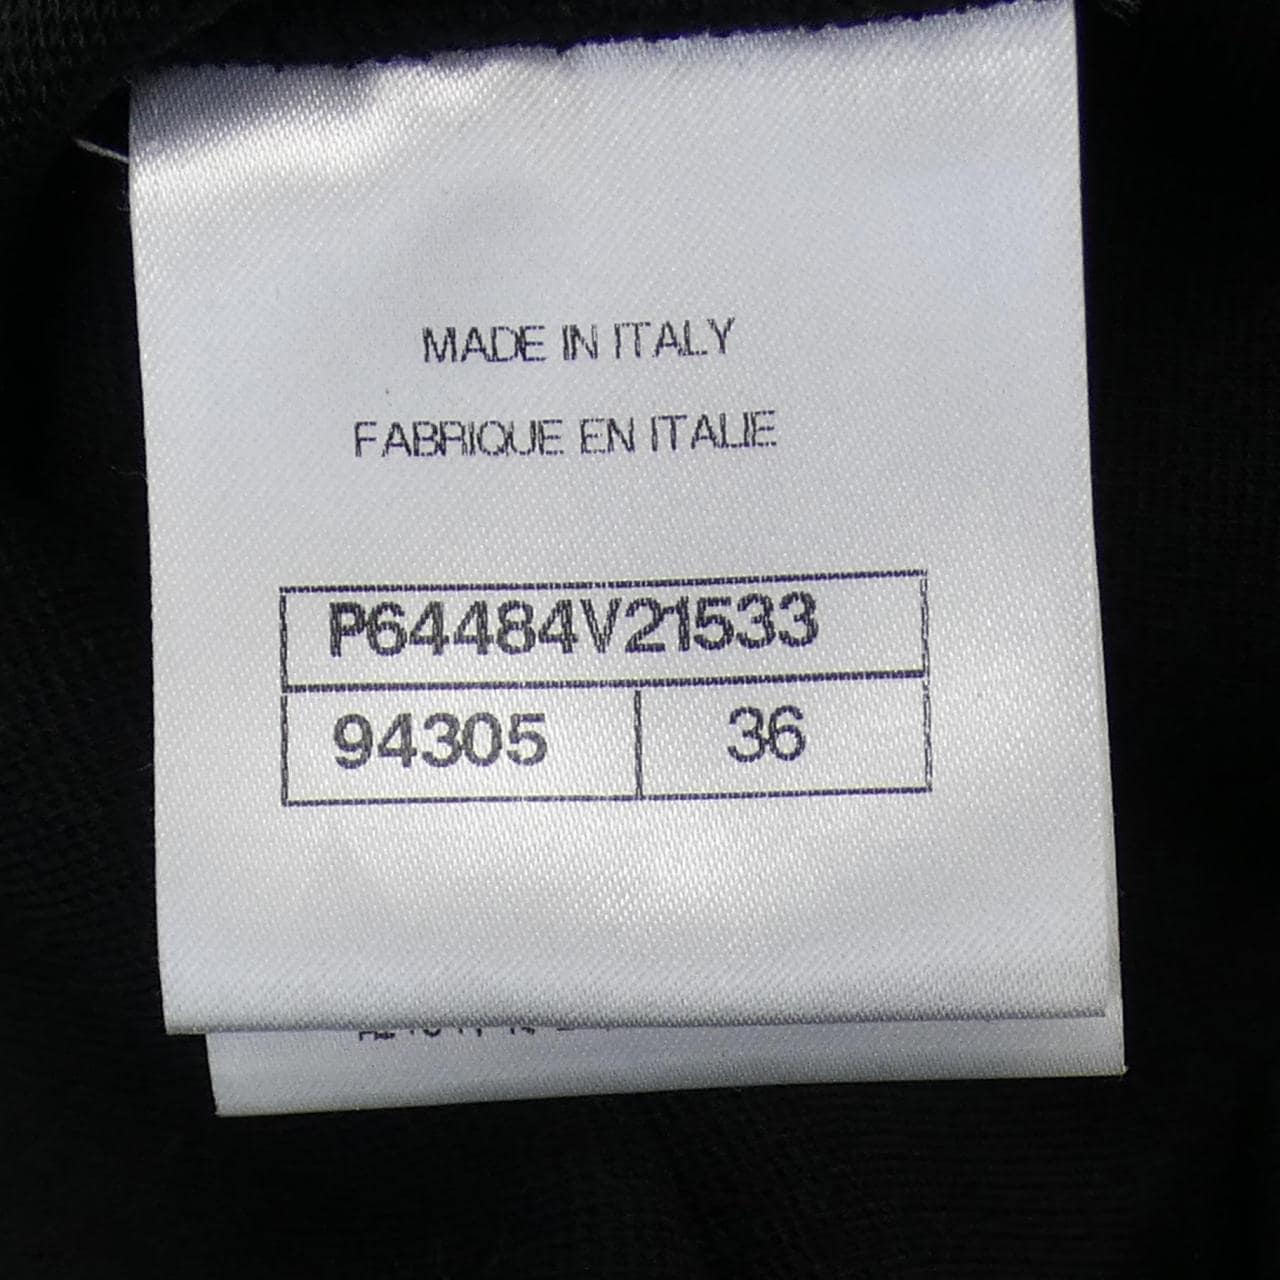 MADE IN ITALY
FABRIQUE EN ITALIE
P64484V21533
94305 36